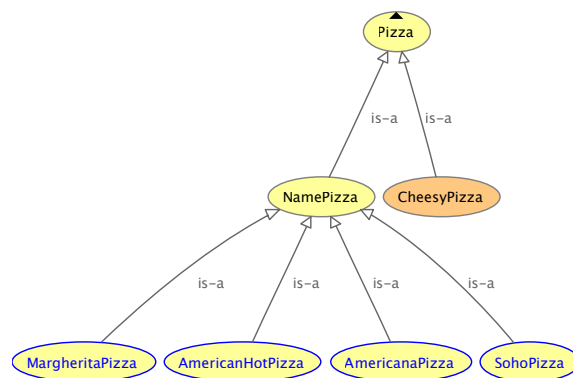 Pizza
is-a
is-a
NamePizza
CheesyPizza
is-a
is-a
is-a
is-a
MargheritaPizza
AmericanHotPizza
AmericanaPizza
SohoPizza